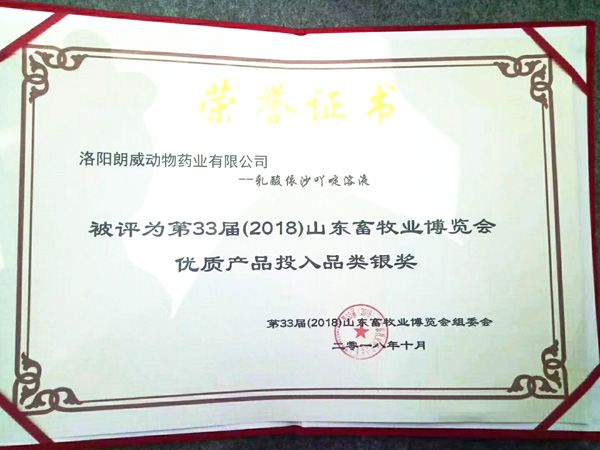 荣誉证书
洛阳朗威动物药业有限公司
--乳酸依沙吖啶溶液
被评为第33届(2018)山东畜牧业博览会
优质产品投入品类银奖
第33届(2018)山东畜牧业博览会组委会
二零一八年十月